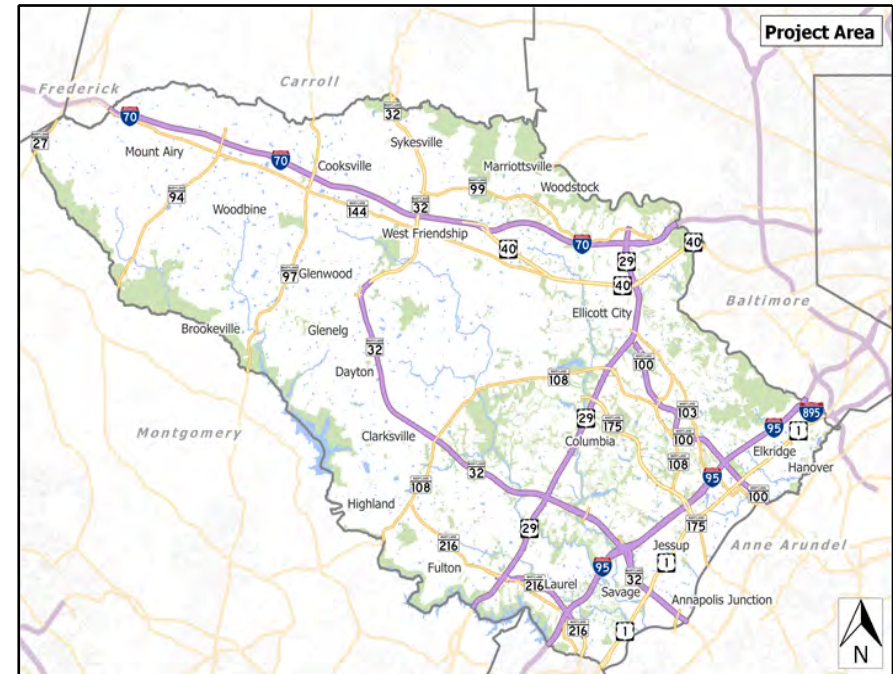 Project Area
Frederick
Carroll
32
70
27
Mount Airy
Cooksville
Sykesville
Marriottsville
70
99
Woodstock
94
Woodbine
144
32
West Friendship
70
40
29
40
97
Glenwood
40
Baltimore
Ellicott City
Brookeville
Glenelg
32
Dayton
100
108
895
Montgomery
29
175
103
95
1
Clarksville
Columbia
100
Elkridge
32
108
95
Hanover
108
100
Highland
175
29
216
Jessup
Anne Arundel
Fulton
95
1
32
216
Laurel
Savage
Annapolis Junction
216
1
N